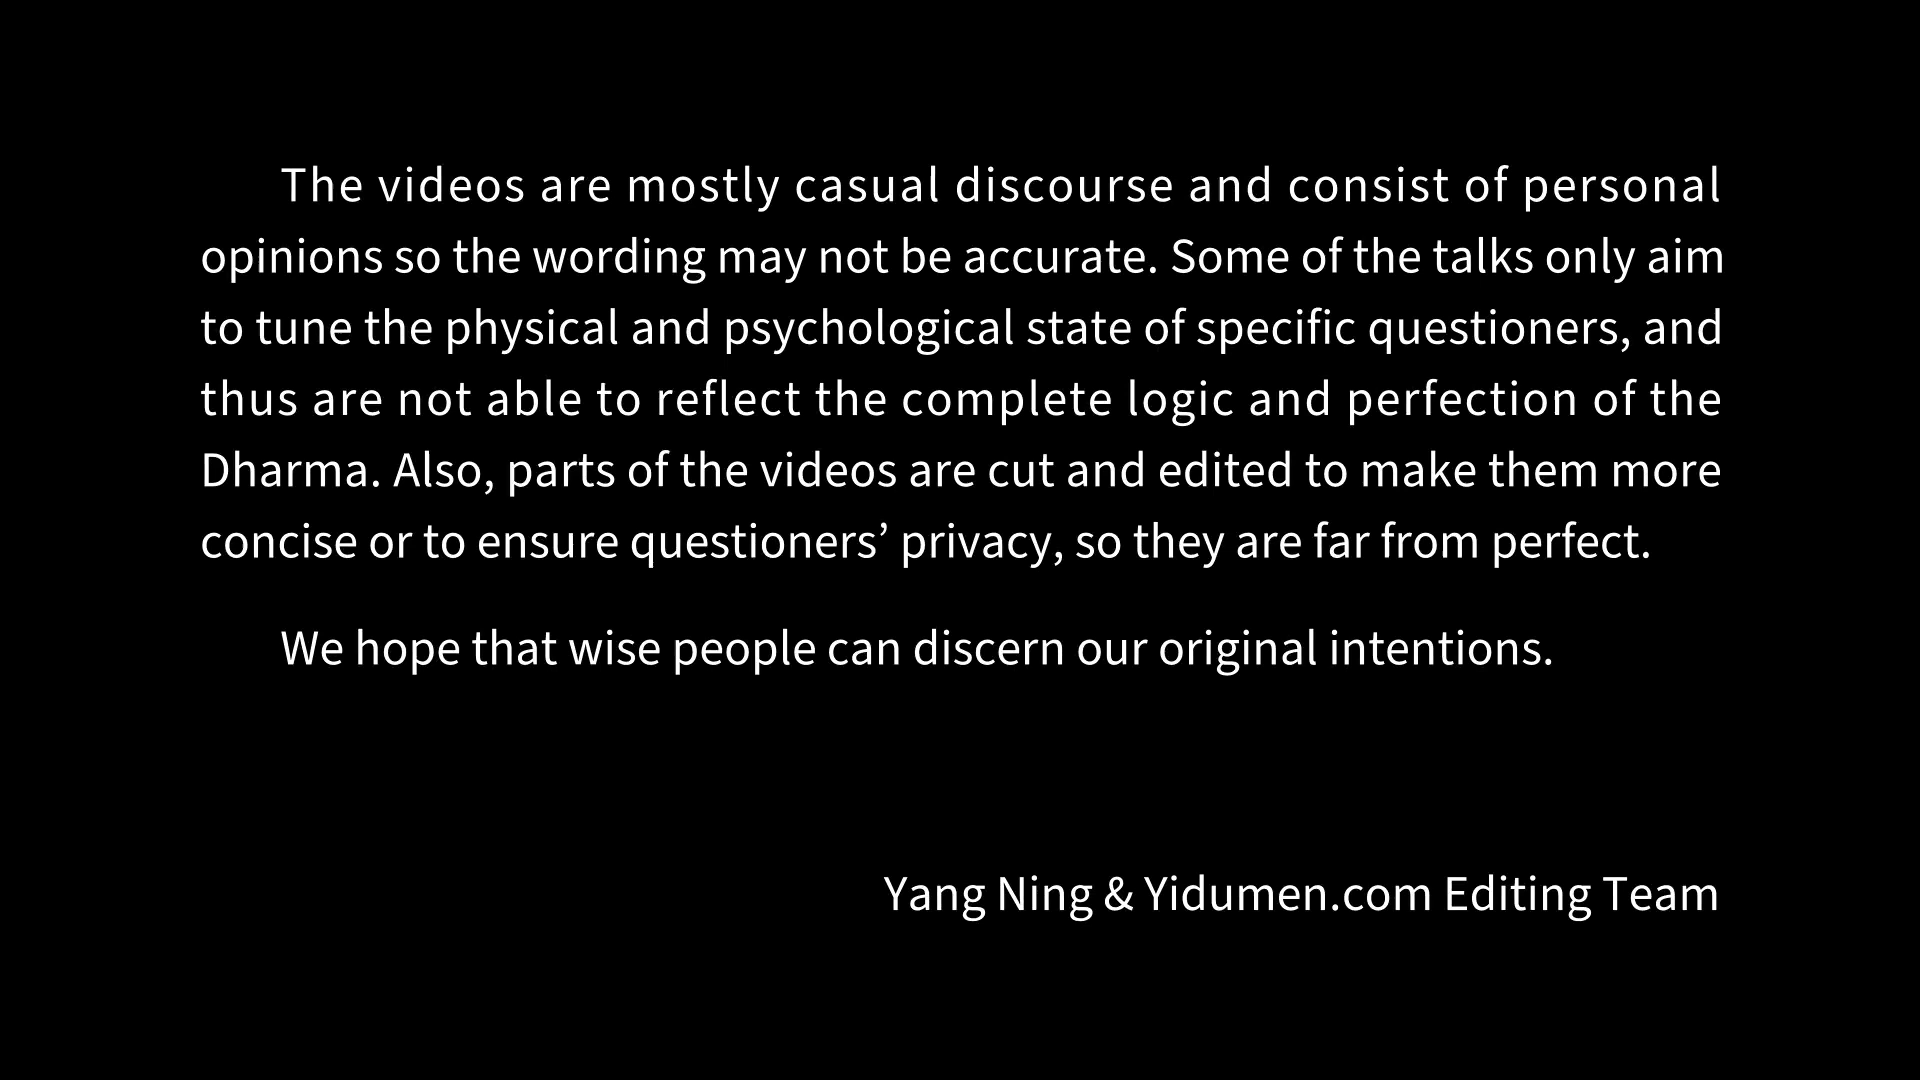 The videos are mostly casual discourse and consist of personal
opinions so the wording may not be accurate. Some of the talks only aim
to tune the physical and psychological state of specific questioners, and
thus are not able to reflect the complete logic and perfection of the
Dharma. Also, parts of the videos are cut and edited to make them more
concise or to ensure questioners’ privacy, so they are far from perfect.
We hope that wise people can discern our original intentions.
Yang Ning & Yidumen.com Editing Team